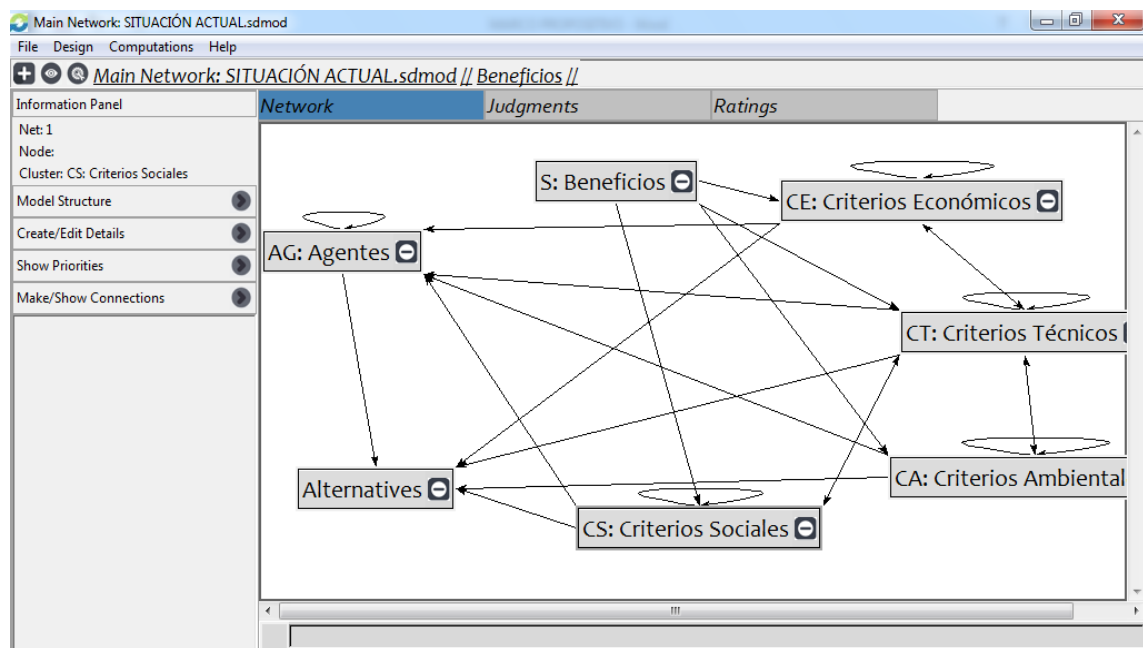 Main Network: SITUACIÓN ACTUAL.sdmod
File Design Computations Help
Main Network: SITUACIÓN ACTUAL.sdmod // Beneficios //
Information Panel
Net: 1
Node:
Cluster: CS: Criterios Sociales
Model Structure
Create/Edit Details
Show Priorities
Make/Show Connections
Network Judgments Ratings
S: Beneficios
CE: Criterios Económicos
AG: Agentes
CT: Criterios Técnicos
CA: Criterios Ambiental
Alternatives
CS: Criterios Sociales